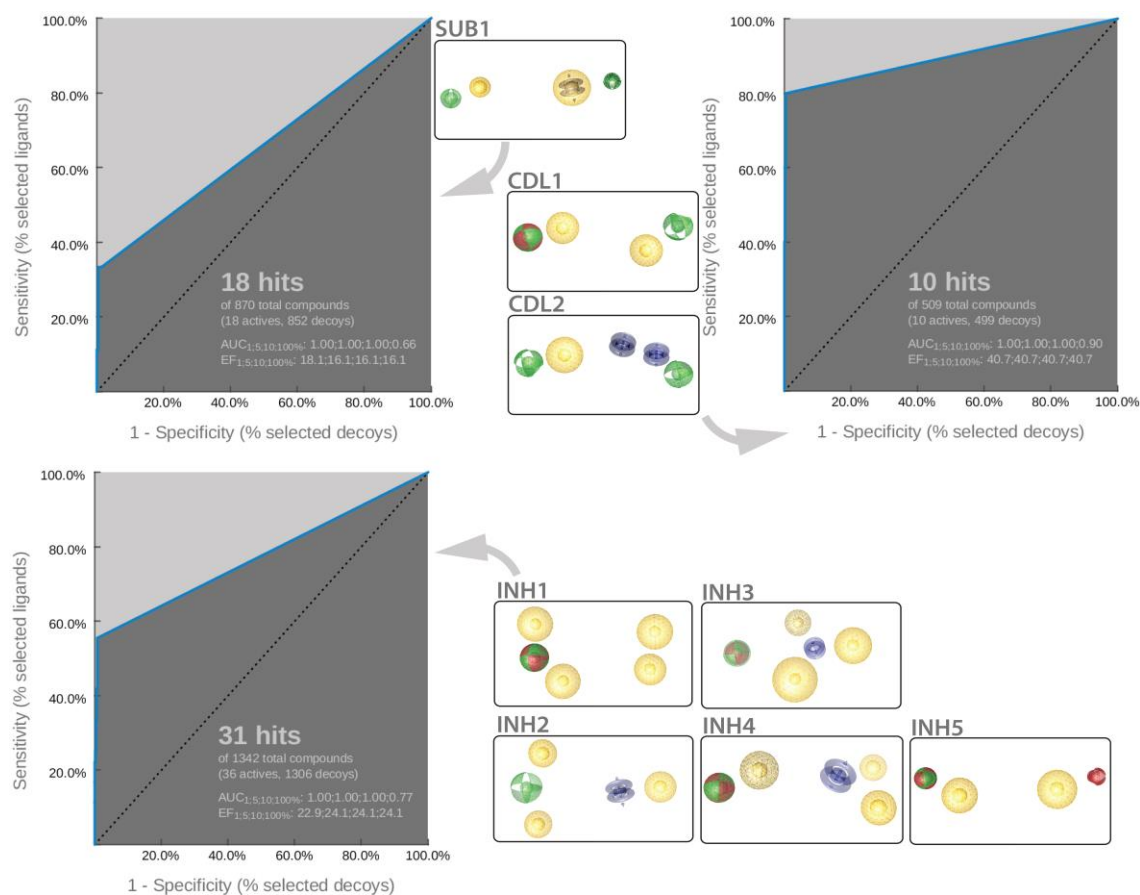 100.0%
80.0%
60.0%
40.0%
20.0%
Sensitivity (% selected ligands)
18 hits
of 870 total compounds
(18 actives, 852 decoys)
AUC1;5;10;100%: 1.00;1.00;1.00;0.66
EF1;5;10;100%: 18.1;16.1;16.1;16.1
20.0% 40.0% 60.0% 80.0% 100.0%
1 - Specificity (% selected decoys)
SUB1
CDL1
CDL2
100.0%
80.0%
60.0%
40.0%
20.0%
Sensitivity (% selected ligands)
10 hits
of 509 total compounds
(10 actives, 499 decoys)
AUC1;5;10;100%: 1.00;1.00;1.00;0.90
EF1;5;10;100%: 40.7;40.7;40.7;40.7
20.0% 40.0% 60.0% 80.0% 100.0%
1 - Specificity (% selected decoys)
100.0%
80.0%
60.0%
40.0%
20.0%
Sensitivity (% selected ligands)
31 hits
of 1342 total compounds
(36 actives, 1306 decoys)
AUC1;5;10;100%: 1.00;1.00;1.00;0.77
EF1;5;10;100%: 22.9;24.1;24.1;24.1
20.0% 40.0% 60.0% 80.0% 100.0%
1 - Specificity (% selected decoys)
INH1
INH3
INH2
INH4
INH5